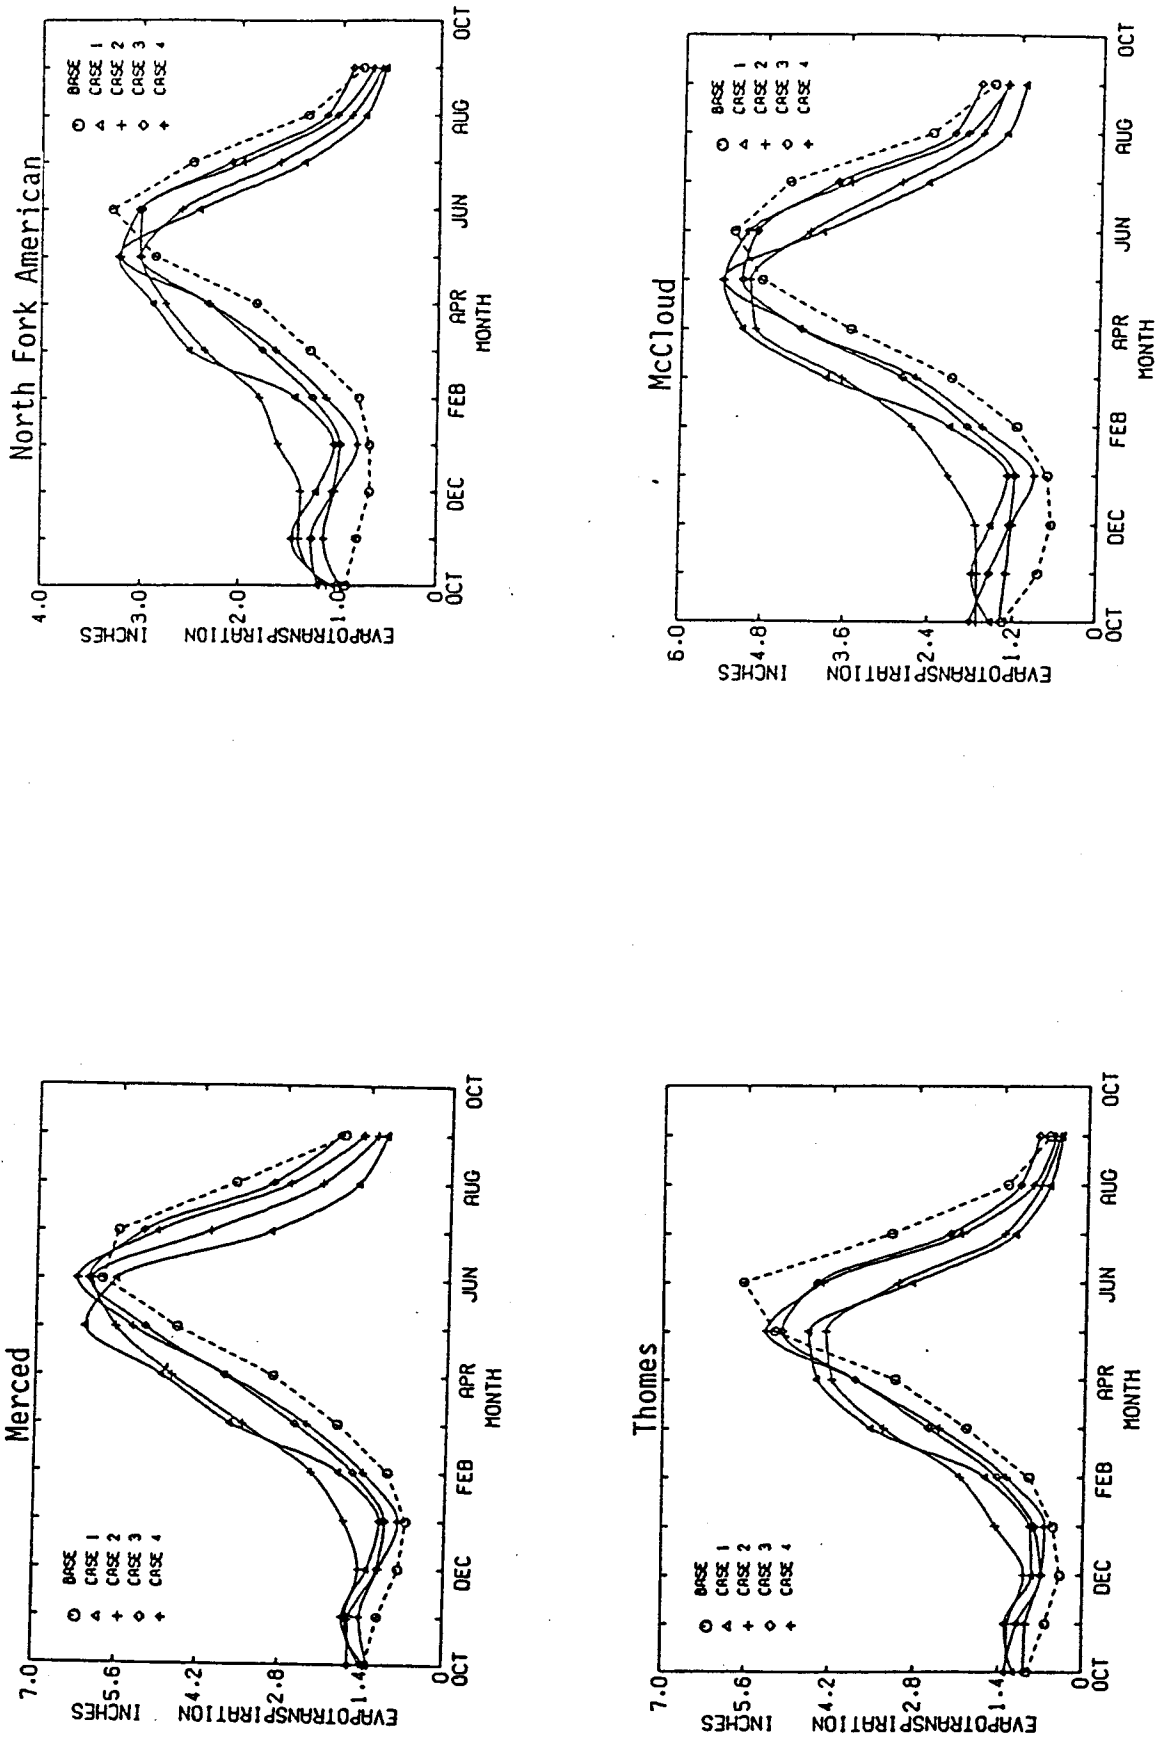 North Fork American
BASE
CASE 1
CASE 2
CASE 3
CASE 4
4.0
3.0
2.0
1.0
0
EVAPOTRANSPIRATION INCHES
OCT
DEC
FEB
APR
JUN
AUG
OCT
MONTH
McCloud
BASE
CASE 1
CASE 2
CASE 3
CASE 4
6.0
4.8
3.6
2.4
1.2
0
EVAPOTRANSPIRATION INCHES
OCT
DEC
FEB
APR
JUN
AUG
OCT
MONTH
Merced
BASE
CASE 1
CASE 2
CASE 3
CASE 4
7.0
5.6
4.2
2.8
1.4
0
EVAPOTRANSPIRATION INCHES
OCT
DEC
FEB
APR
JUN
AUG
OCT
MONTH
Thomes
BASE
CASE 1
CASE 2
CASE 3
CASE 4
7.0
5.6
4.2
2.8
1.4
0
EVAPOTRANSPIRATION INCHES
OCT
DEC
FEB
APR
JUN
AUG
OCT
MONTH